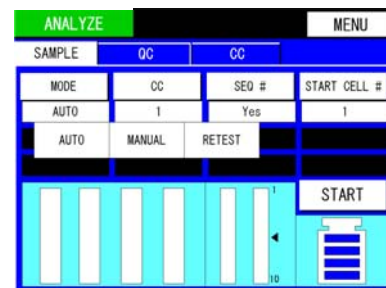 ANALYZE MENU
SAMPLE QC CC
MODE CC SEQ # START CELL #
AUTO 1 Yes 1
AUTO MANUAL RETEST
1
START
10